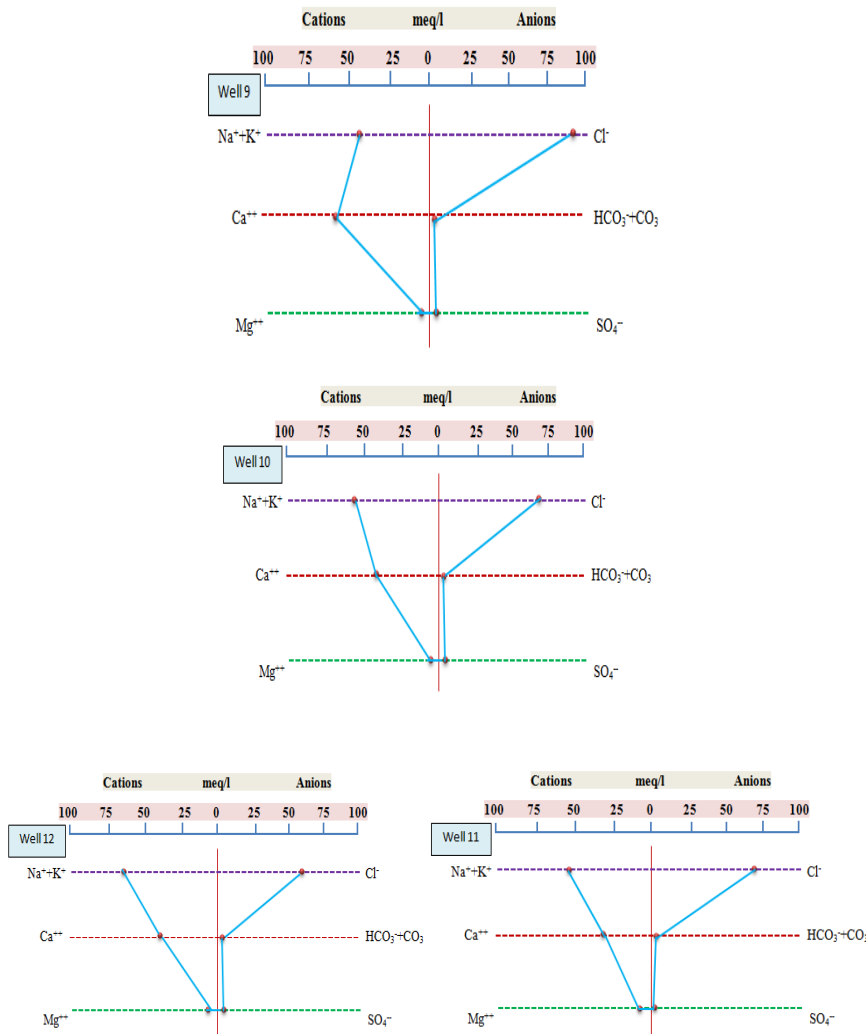 Cations meq/l Anions
100 75 50 25 0 25 50 75 100
Well 9
Na⁺+K⁺ Cl⁻
Ca⁺⁺ HCO₃⁻+CO₃
Mg⁺⁺ SO₄⁻⁻
Cations meq/l Anions
100 75 50 25 0 25 50 75 100
Well 10
Na⁺+K⁺ Cl⁻
Ca⁺⁺ HCO₃⁻+CO₃
Mg⁺⁺ SO₄⁻⁻
Cations meq/l Anions
100 75 50 25 0 25 50 75 100
Well 12
Na⁺+K⁺ Cl⁻
Ca⁺⁺ HCO₃⁻+CO₃
Mg⁺⁺ SO₄⁻⁻
Cations meq/l Anions
100 75 50 25 0 25 50 75 100
Well 11
Na⁺+K⁺ Cl⁻
Ca⁺⁺ HCO₃⁻+CO₃
Mg⁺⁺ SO₄⁻⁻